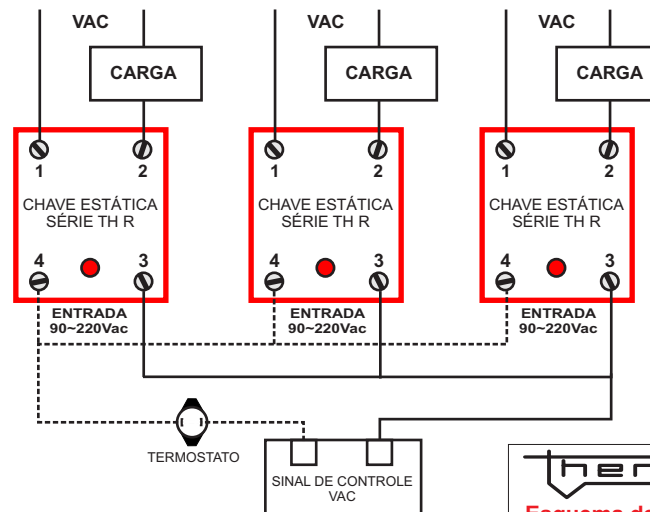 VAC
VAC
VAC
CARGA
CARGA
CARGA
1
2
1
2
1
2
CHAVE ESTÁTICA
SÉRIE TH R
CHAVE ESTÁTICA
SÉRIE TH R
CHAVE ESTÁTICA
SÉRIE TH R
4
3
4
3
4
3
ENTRADA
90~220Vac
ENTRADA
90~220Vac
ENTRADA
90~220Vac
TERMOSTATO
SINAL DE CONTROLE
VAC